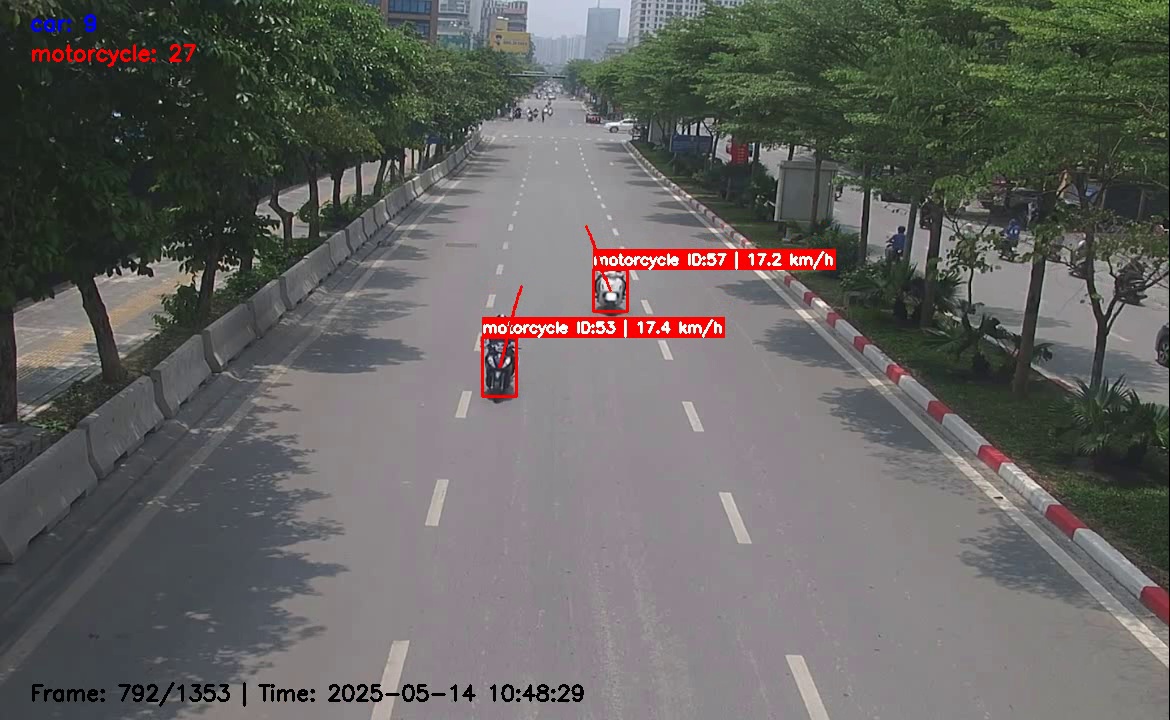 car: 9
motorcycle: 27
motorcycle ID:57 | 17.2 km/h
motorcycle ID:53 | 17.4 km/h
Frame: 792/1353 | Time: 2025-05-14 10:48:29